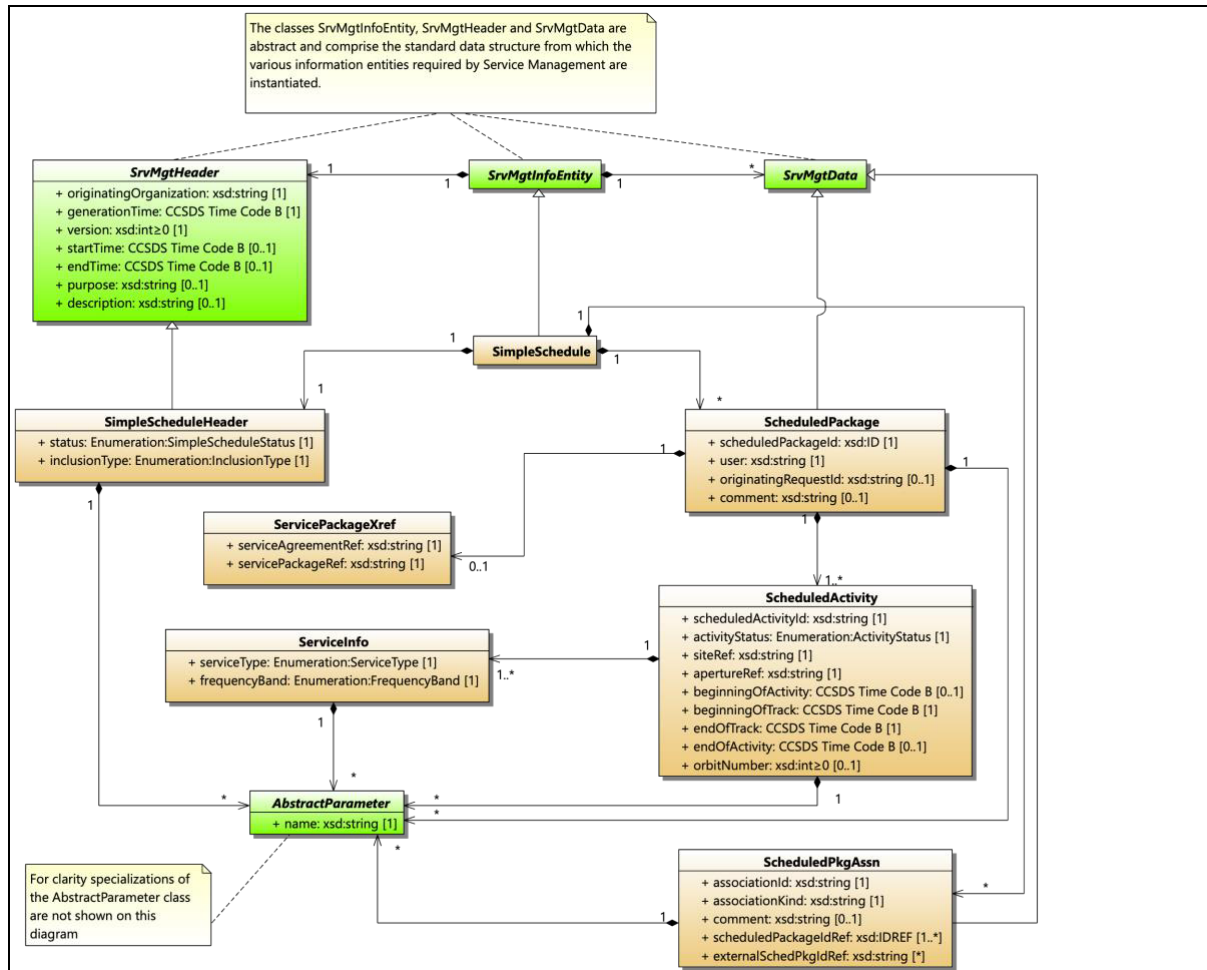 The classes SrvMgtInfoEntity, SrvMgtHeader and SrvMgtData are
abstract and comprise the standard data structure from which the
various information entities required by Service Management are
instantiated.
SrvMgtHeader
+ originatingOrganization: xsd:string [1]
+ generationTime: CCSDS Time Code B [1]
+ version: xsd:int≥0 [1]
+ startTime: CCSDS Time Code B [0..1]
+ endTime: CCSDS Time Code B [0..1]
+ purpose: xsd:string [0..1]
+ description: xsd:string [0..1]
1
1
SrvMgtInfoEntity
1
*
SrvMgtData
1
1
SimpleSchedule
1
1
*
SimpleScheduleHeader
+ status: Enumeration:SimpleScheduleStatus [1]
+ inclusionType: Enumeration:InclusionType [1]
1
ScheduledPackage
+ scheduledPackageId: xsd:ID [1]
+ user: xsd:string [1]
+ originatingRequestId: xsd:string [0..1]
+ comment: xsd:string [0..1]
1
1
1
ServicePackageXref
+ serviceAgreementRef: xsd:string [1]
+ servicePackageRef: xsd:string [1]
0..1
1..*
ScheduledActivity
+ scheduledActivityId: xsd:string [1]
+ activityStatus: Enumeration:ActivityStatus [1]
+ siteRef: xsd:string [1]
+ apertureRef: xsd:string [1]
+ beginningOfActivity: CCSDS Time Code B [0..1]
+ beginningOfTrack: CCSDS Time Code B [1]
+ endOfTrack: CCSDS Time Code B [1]
+ endOfActivity: CCSDS Time Code B [0..1]
+ orbitNumber: xsd:int≥0 [0..1]
1
1
ServiceInfo
+ serviceType: Enumeration:ServiceType [1]
+ frequencyBand: Enumeration:FrequencyBand [1]
1..*
1
*
*
*
*
*
AbstractParameter
+ name: xsd:string [1]
For clarity specializations of
the AbstractParameter class
are not shown on this
diagram
ScheduledPkgAssn
+ associationId: xsd:string [1]
+ associationKind: xsd:string [1]
+ comment: xsd:string [0..1]
+ scheduledPackageIdRef: xsd:IDREF [1..*]
+ externalSchedPkgIdRef: xsd:string [*]
1
*